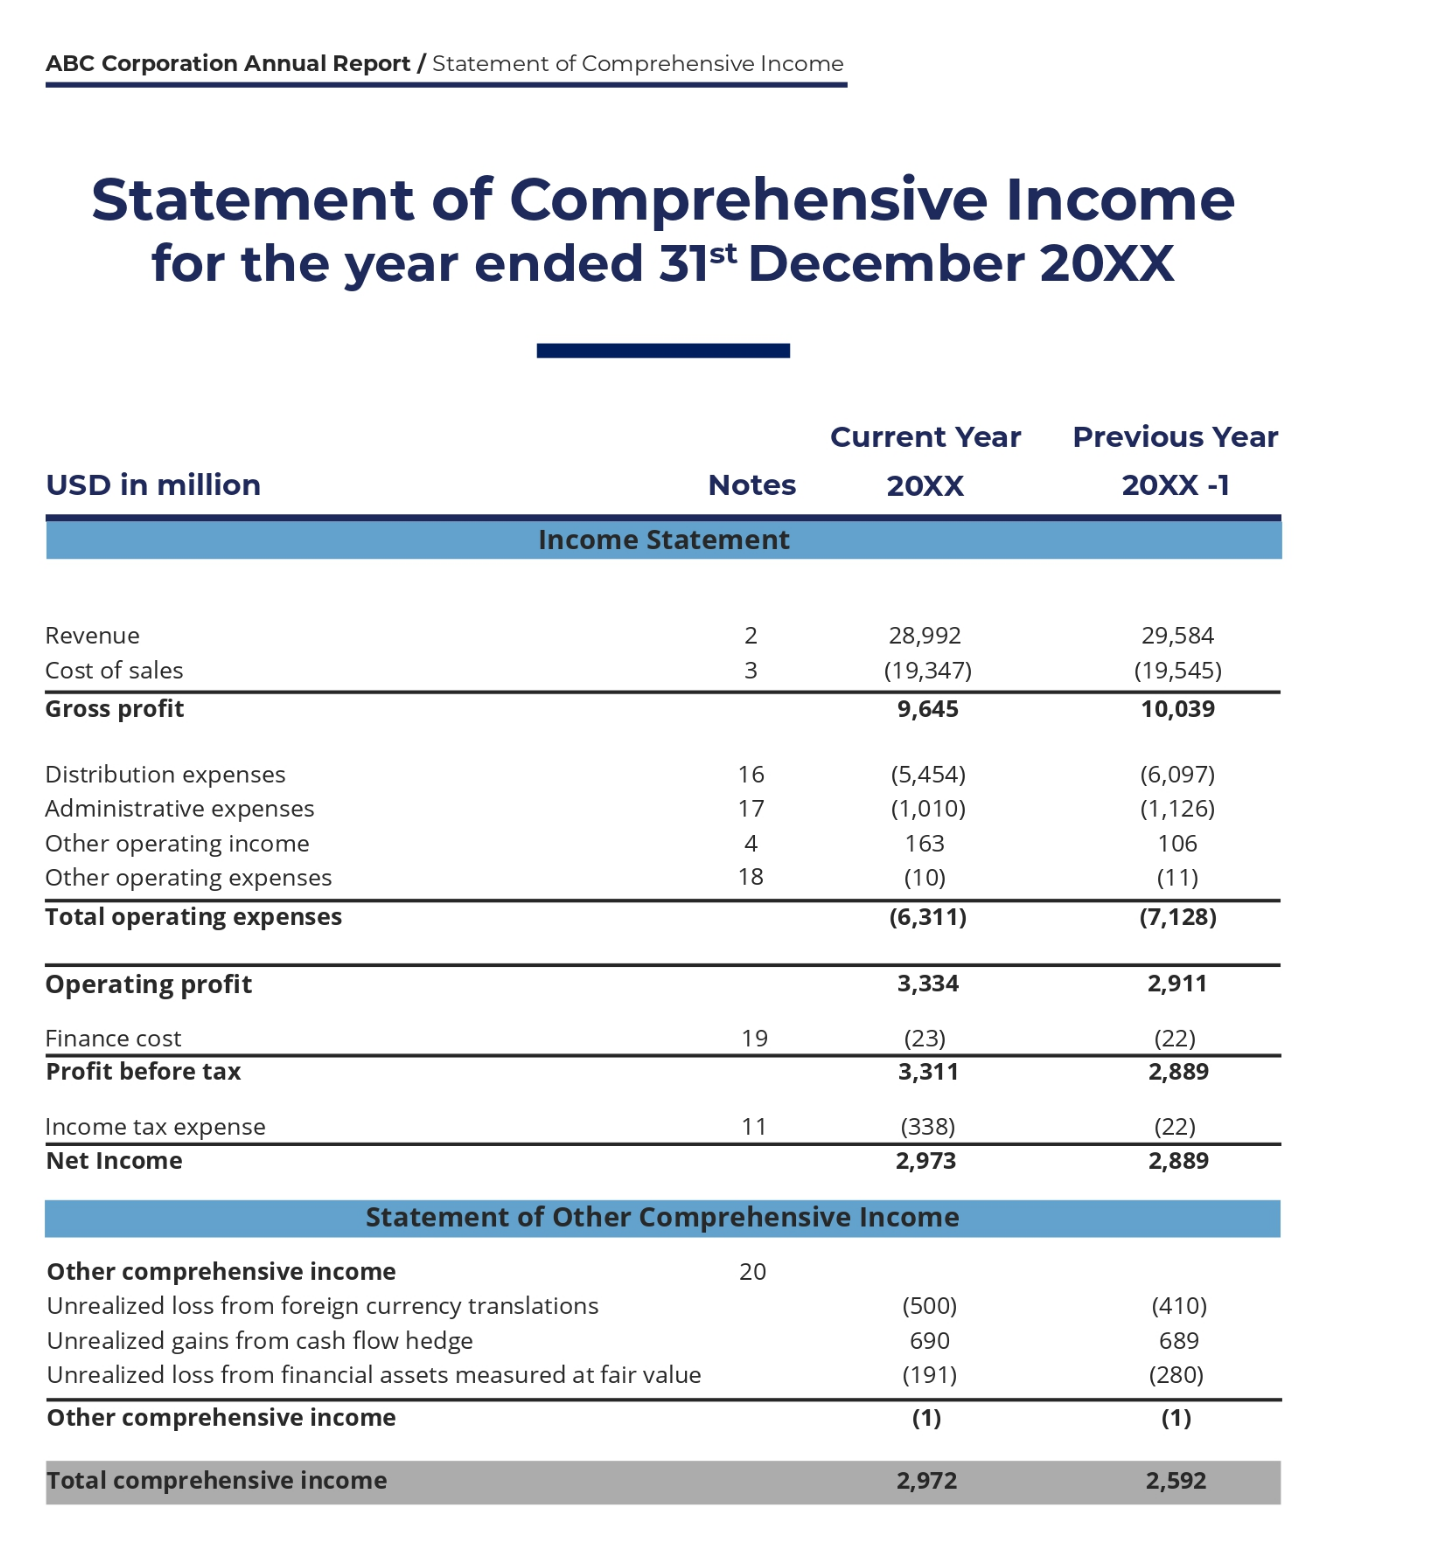 ABC Corporation Annual Report / Statement of Comprehensive Income
Statement of Comprehensive Income
for the year ended 31st December 20XX
Current Year Previous Year
USD in million Notes 20XX 20XX -1
Income Statement
Revenue 2 28,992 29,584
Cost of sales 3 (19,347) (19,545)
Gross profit 9,645 10,039
Distribution expenses 16 (5,454) (6,097)
Administrative expenses 17 (1,010) (1,126)
Other operating income 4 163 106
Other operating expenses 18 (10) (11)
Total operating expenses (6,311) (7,128)
Operating profit 3,334 2,911
Finance cost 19 (23) (22)
Profit before tax 3,311 2,889
Income tax expense 11 (338) (22)
Net Income 2,973 2,889
Statement of Other Comprehensive Income
Other comprehensive income 20
Unrealized loss from foreign currency translations (500) (410)
Unrealized gains from cash flow hedge 690 689
Unrealized loss from financial assets measured at fair value (191) (280)
Other comprehensive income (1) (1)
Total comprehensive income 2,972 2,592